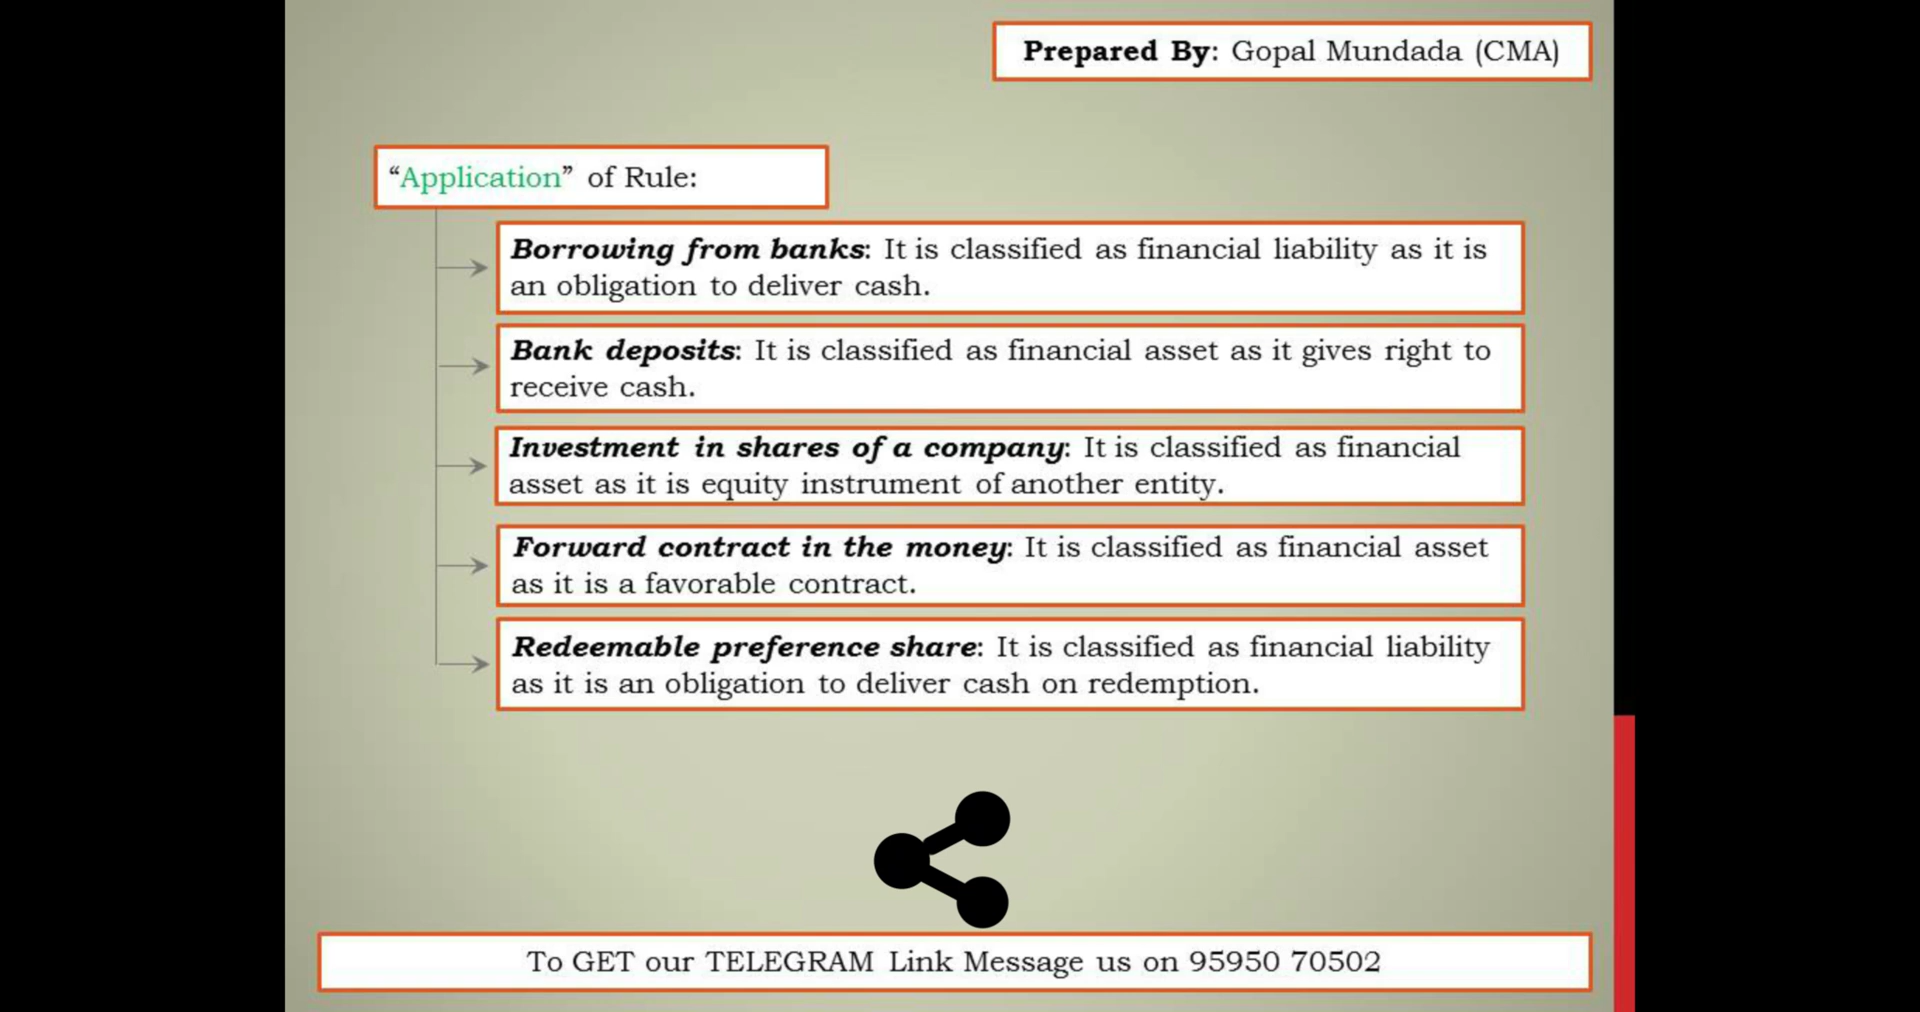 Prepared By: Gopal Mundada (CMA)
“Application” of Rule:
Borrowing from banks: It is classified as financial liability as it is
an obligation to deliver cash.
Bank deposits: It is classified as financial asset as it gives right to
receive cash.
Investment in shares of a company: It is classified as financial
asset as it is equity instrument of another entity.
Forward contract in the money: It is classified as financial asset
as it is a favorable contract.
Redeemable preference share: It is classified as financial liability
as it is an obligation to deliver cash on redemption.
To GET our TELEGRAM Link Message us on 95950 70502